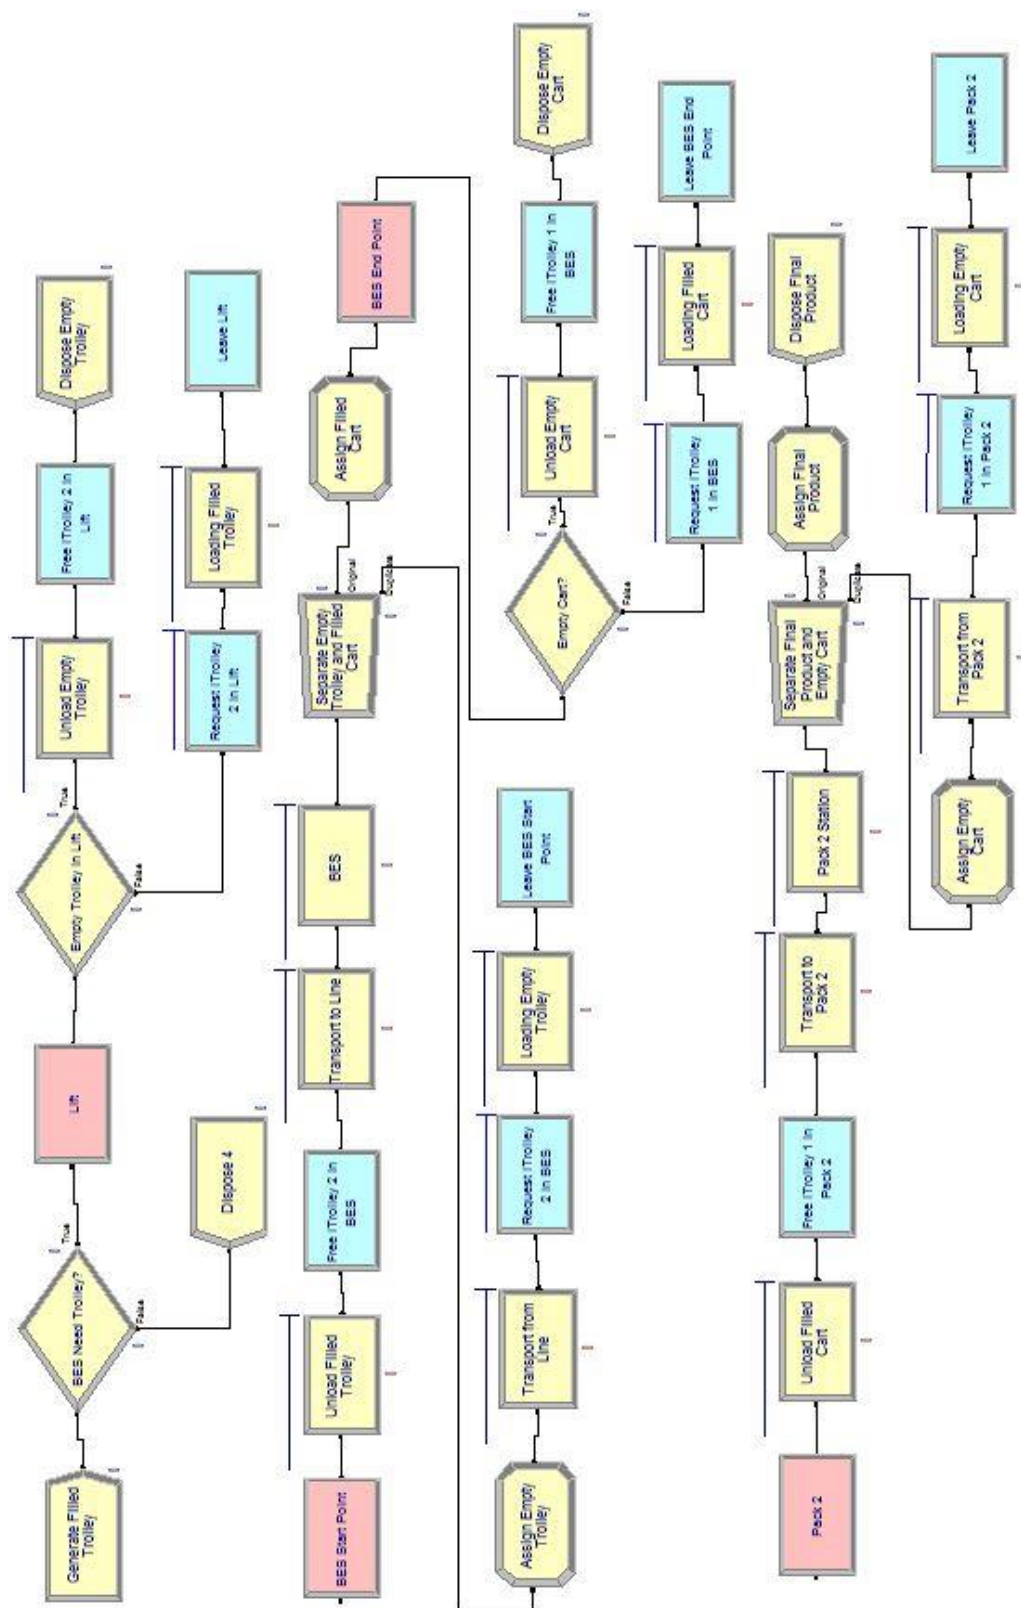 Generate Filled
Trolley
BES Need Trolley?
True
False
Dispose 4
Lift
Empty Trolley in Lift
True
False
Unload Empty
Trolley
Free iTrolley 2 in
Lift
Dispose Empty
Trolley
Request iTrolley
2 in Lift
Loading Filled
Trolley
Leave Lift
BES Start Point
Unload Filled
Trolley
Free iTrolley 2 in
BES
Transport to Line
BES
Separate Empty
Trolley and Filled
Cart
Original
Duplicate
Assign Filled
Cart
BES End Point
Assign Empty
Trolley
Transport from
Line
Request iTrolley
2 in BES
Loading Empty
Trolley
Leave BES Start
Point
Empty Cart?
True
False
Unload Empty
Cart
Free iTrolley 1 in
BES
Dispose Empty
Cart
Request iTrolley
1 in BES
Loading Filled
Cart
Leave BES End
Point
Pack 2
Unload Filled
Cart
Free iTrolley 1 in
Pack 2
Transport to
Pack 2
Pack 2 Station
Separate Final
Product and
Empty Cart
Original
Duplicate
Assign Final
Product
Dispose Final
Product
Assign Empty
Cart
Transport from
Pack 2
Request iTrolley
1 in Pack 2
Loading Empty
Cart
Leave Pack 2